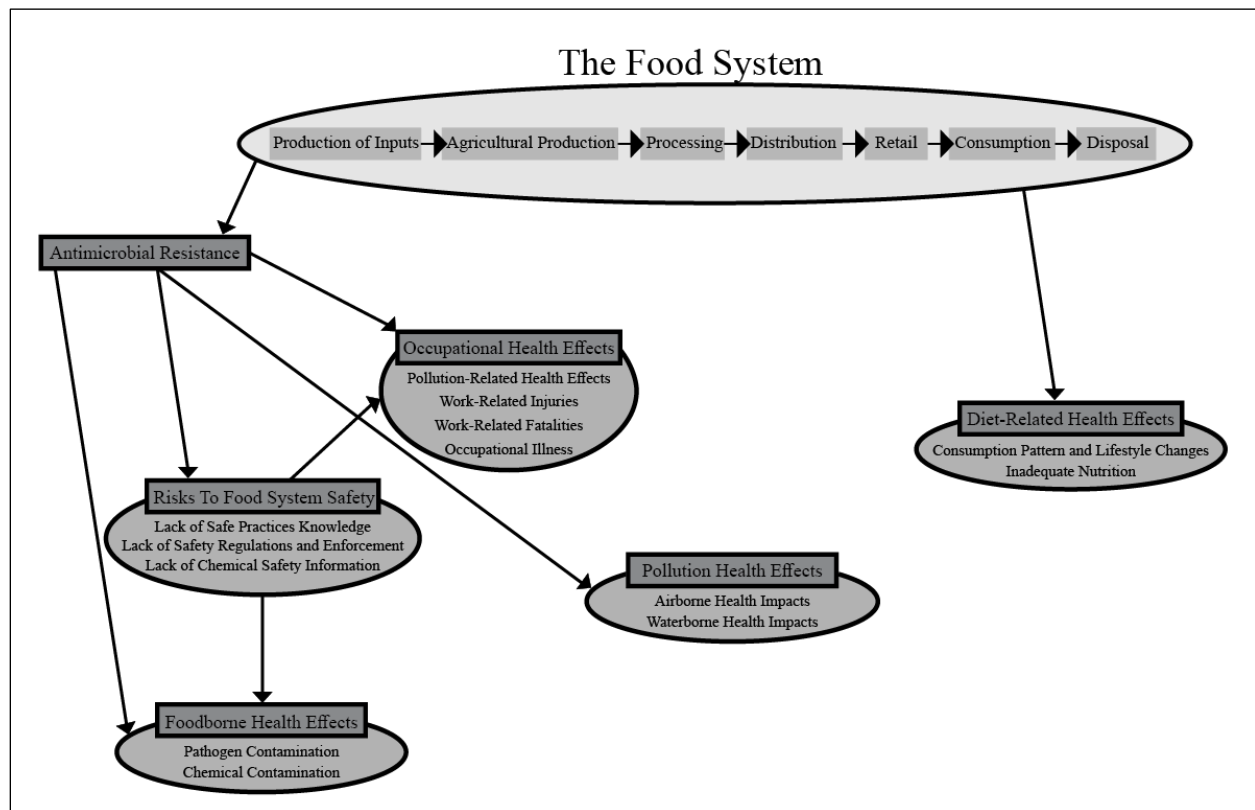 The Food System
Production of Inputs
Agricultural Production
Processing
Distribution
Retail
Consumption
Disposal
Antimicrobial Resistance
Occupational Health Effects
Pollution-Related Health Effects
Work-Related Injuries
Work-Related Fatalities
Occupational Illness
Diet-Related Health Effects
Consumption Pattern and Lifestyle Changes
Inadequate Nutrition
Risks To Food System Safety
Lack of Safe Practices Knowledge
Lack of Safety Regulations and Enforcement
Lack of Chemical Safety Information
Pollution Health Effects
Airborne Health Impacts
Waterborne Health Impacts
Foodborne Health Effects
Pathogen Contamination
Chemical Contamination